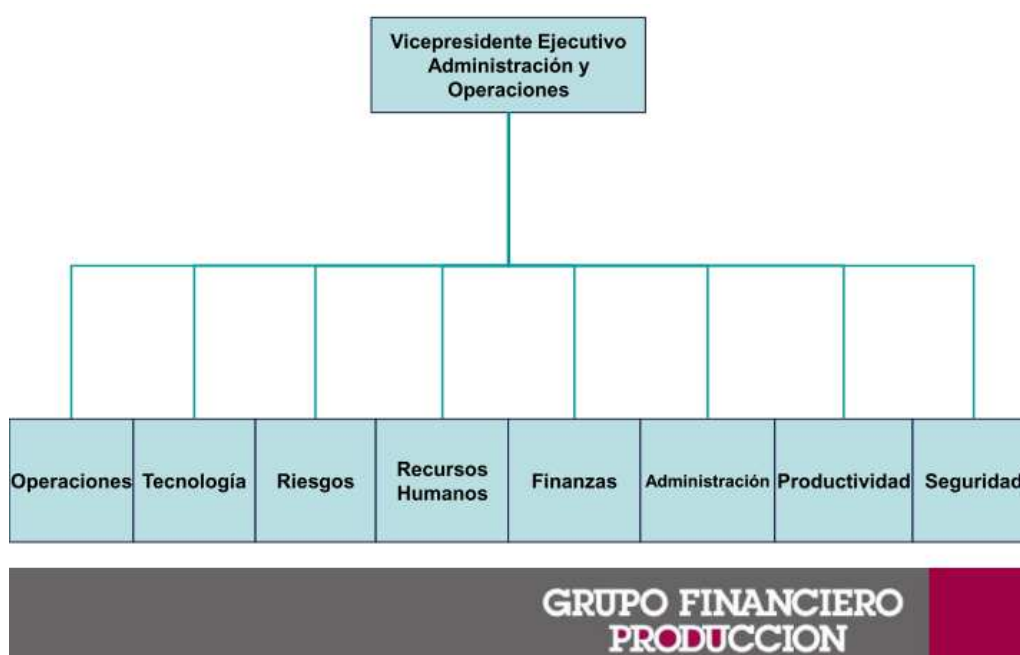 Vicepresidente Ejecutivo
Administración y
Operaciones
Operaciones
Tecnología
Riesgos
Recursos
Humanos
Finanzas
Administración
Productividad
Seguridad
GRUPO FINANCIERO
PRODUCCION